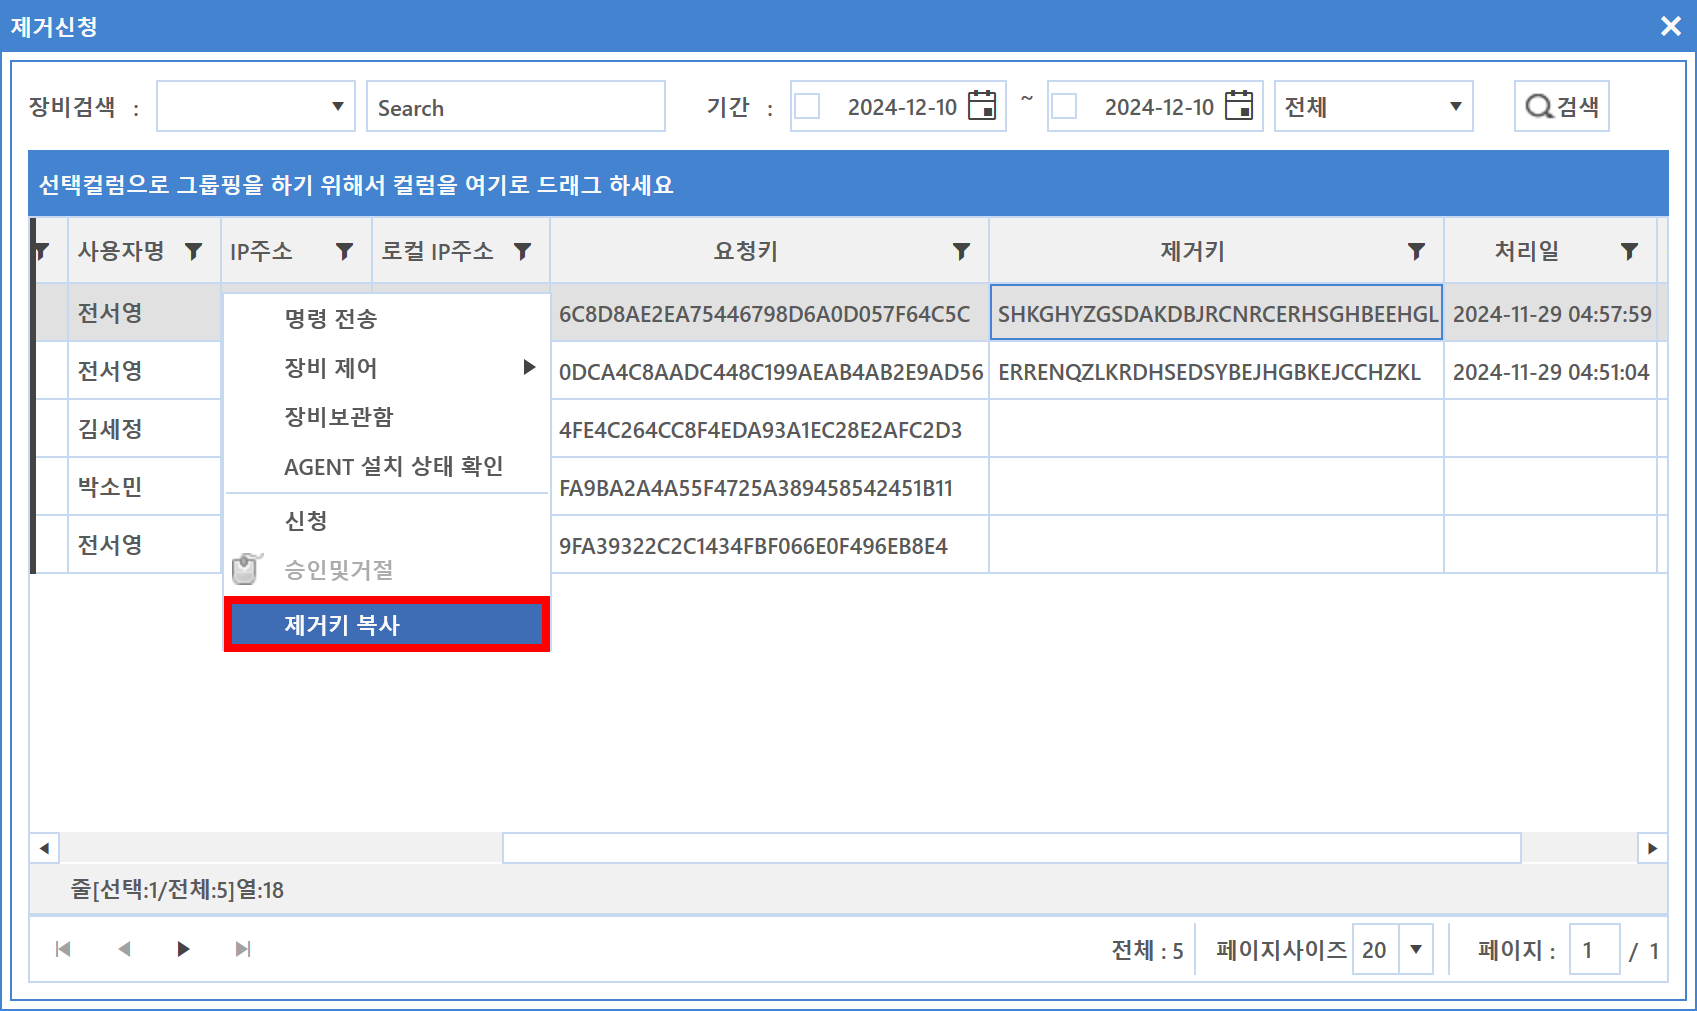 제거신청
장비검색 : Search 기간 : 2024-12-10 ~ 2024-12-10 전체 검색
선택컬럼으로 그룹핑을 하기 위해서 컬럼을 여기로 드래그 하세요
사용자명 IP주소 로컬 IP주소 요청키 제거키 처리일
전서영 6C8D8AE2EA75446798D6A0D057F64C5C SHKGHYZGSDAKDBJRCNRCERHSGHBEEHGL 2024-11-29 04:57:59
전서영 0DCA4C8AADC448C199AEAB4AB2E9AD56 ERRENQZLKRDHSEDSYBEJHGBKEJCCHZKL 2024-11-29 04:51:04
김세정 4FE4C264CC8F4EDA93A1EC28E2AFC2D3
박소민 FA9BA2A4A55F4725A389458542451B11
전서영 9FA39322C2C1434FBF066E0F496EB8E4
명령 전송
장비 제어
장비보관함
AGENT 설치 상태 확인
신청
승인및거절
제거키 복사
줄[선택:1/전체:5]열:18
전체 : 5 페이지사이즈 20 페이지 : 1 / 1